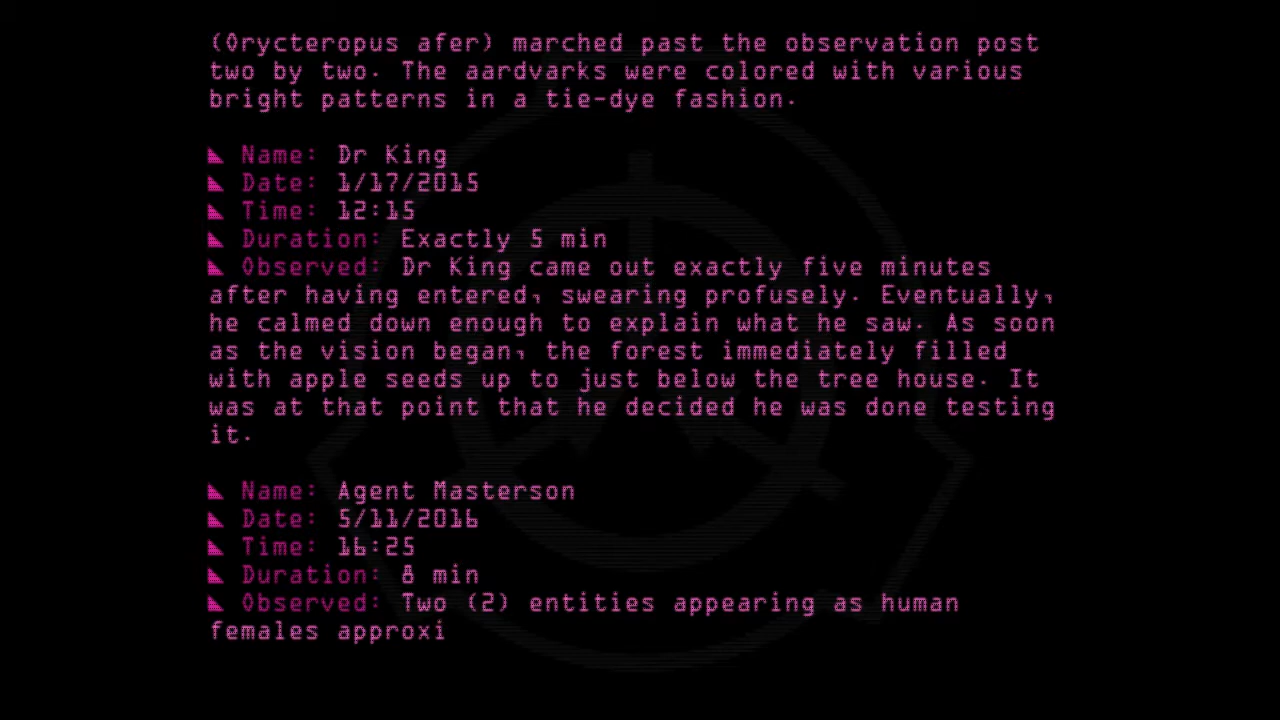 (Orycteropus afer) marched past the observation post
two by two. The aardvarks were colored with various
bright patterns in a tie-dye fashion.
Name: Dr King
Date: 1/17/2015
Time: 12:15
Duration: Exactly 5 min
Observed: Dr King came out exactly five minutes
after having entered, swearing profusely. Eventually,
he calmed down enough to explain what he saw. As soon
as the vision began, the forest immediately filled
with apple seeds up to just below the tree house. It
was at that point that he decided he was done testing
it.
Name: Agent Masterson
Date: 5/11/2016
Time: 16:25
Duration: 8 min
Observed: Two (2) entities appearing as human
females approxi